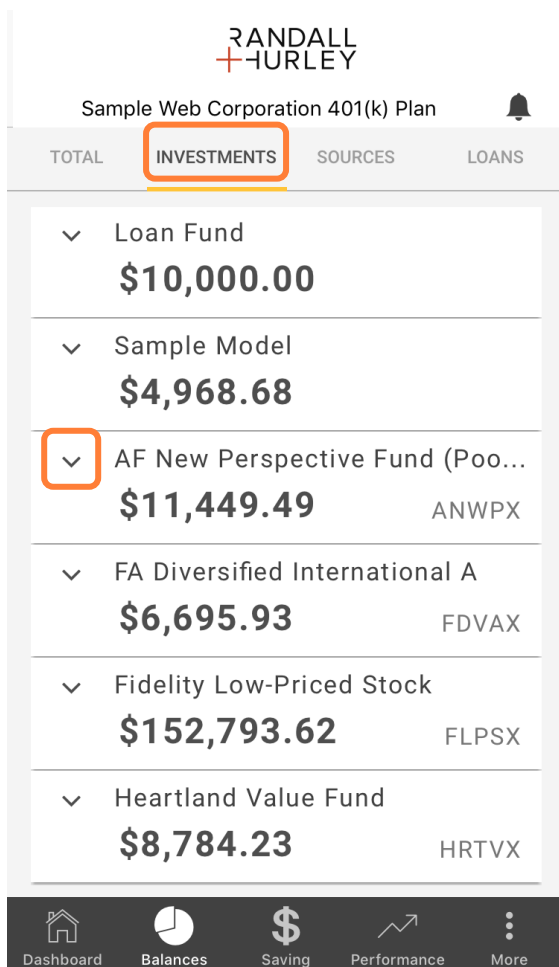 RANDALL
HURLEY
Sample Web Corporation 401(k) Plan
TOTAL INVESTMENTS SOURCES LOANS
Loan Fund
$10,000.00
Sample Model
$4,968.68
AF New Perspective Fund (Poo...
$11,449.49 ANWPX
FA Diversified International A
$6,695.93 FDVAX
Fidelity Low-Priced Stock
$152,793.62 FLPSX
Heartland Value Fund
$8,784.23 HRTVX
Dashboard Balances Saving Performance More